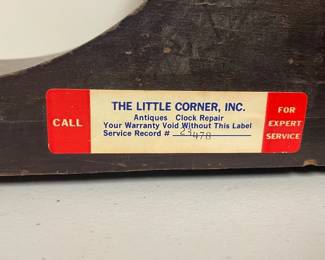 CALL
THE LITTLE CORNER, INC.
Antiques Clock Repair
Your Warranty Void Without This Label
Service Record # 23478
FOR
EXPERT
SERVICE